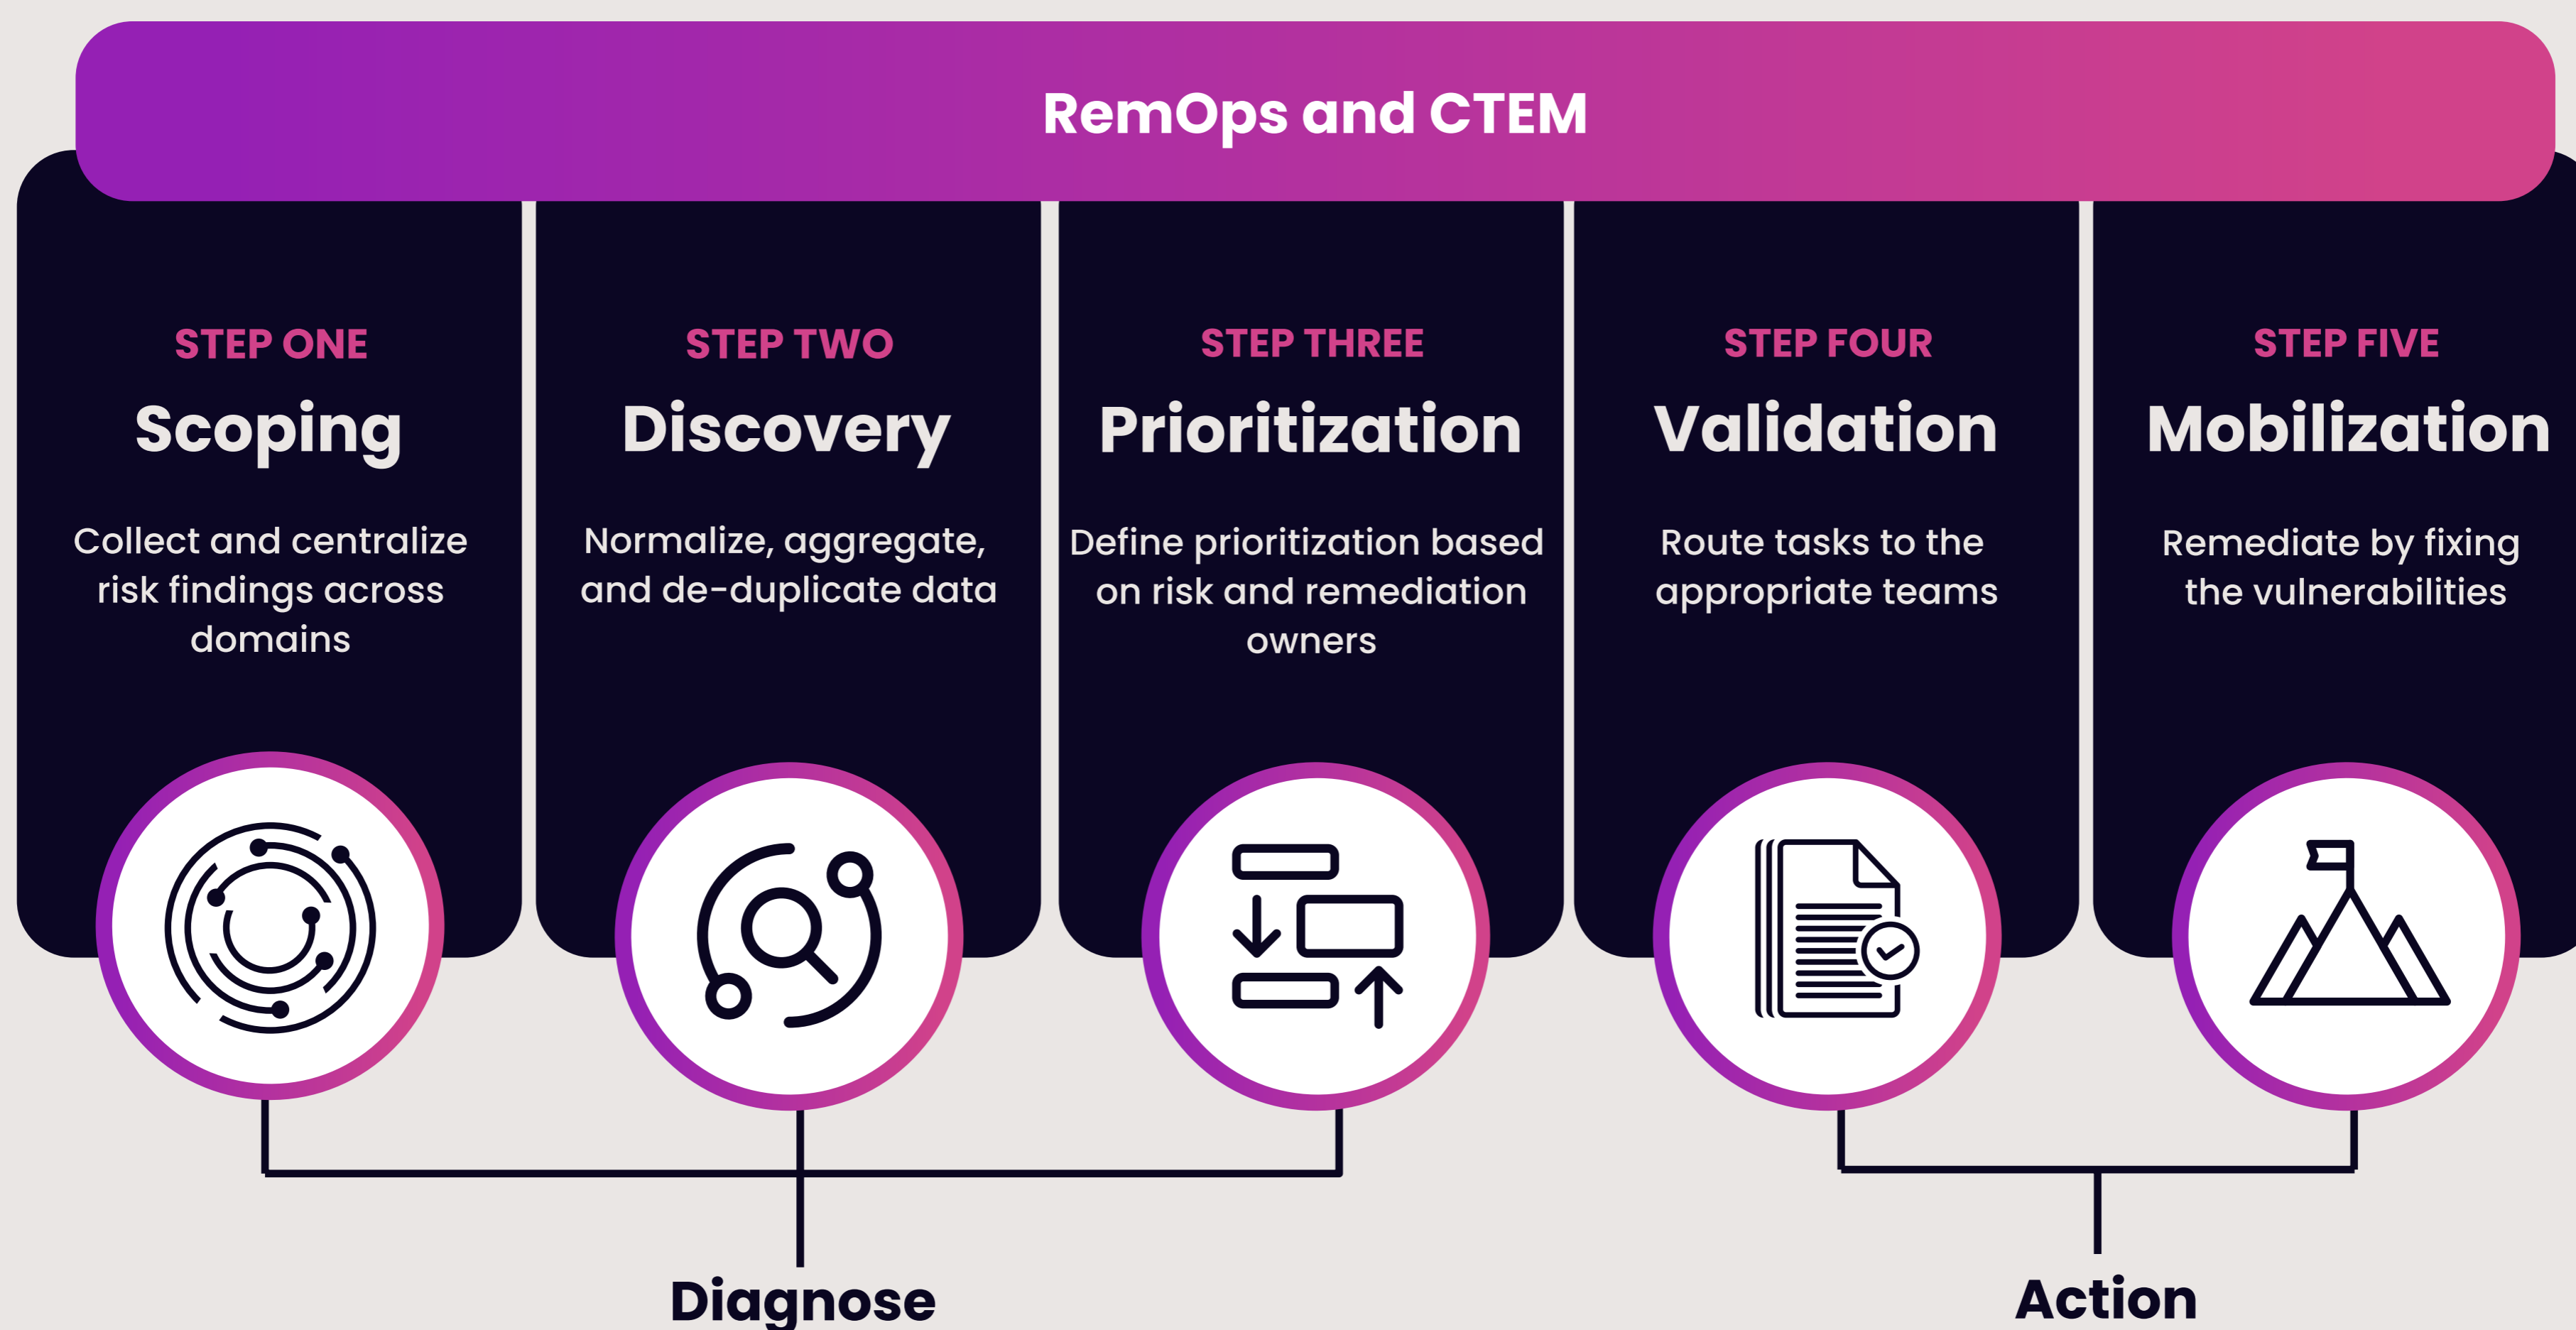 RemOps and CTEM
STEP ONE
Scoping
Collect and centralize
risk findings across
domains
STEP TWO
Discovery
Normalize, aggregate,
and de-duplicate data
STEP THREE
Prioritization
Define prioritization based
on risk and remediation
owners
STEP FOUR
Validation
Route tasks to the
appropriate teams
STEP FIVE
Mobilization
Remediate by fixing
the vulnerabilities
Diagnose
Action